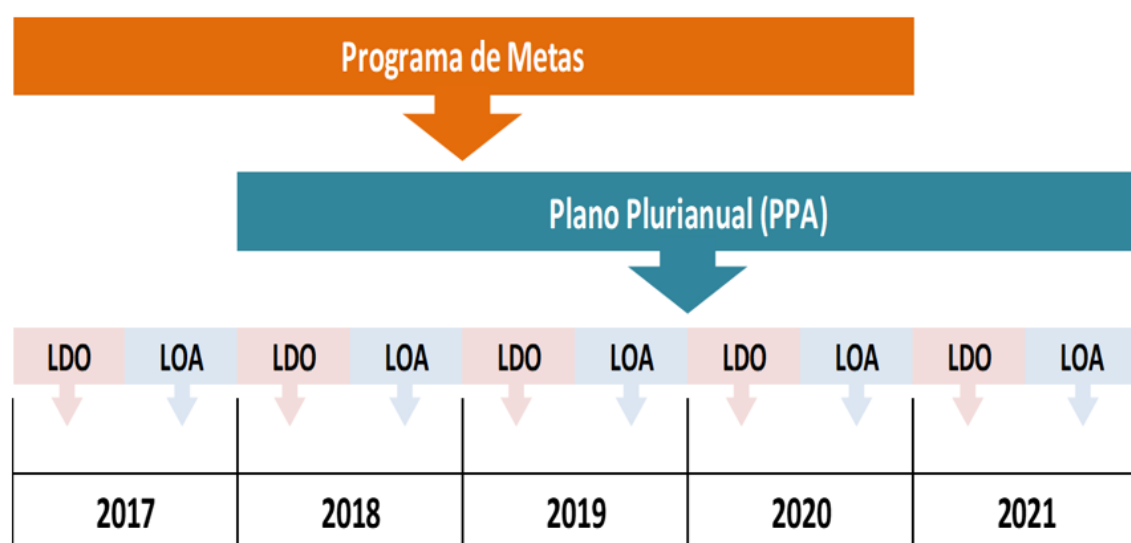 Programa de Metas
Plano Plurianual (PPA)
LDO LOA LDO LOA LDO LOA LDO LOA LDO LOA
2017 2018 2019 2020 2021